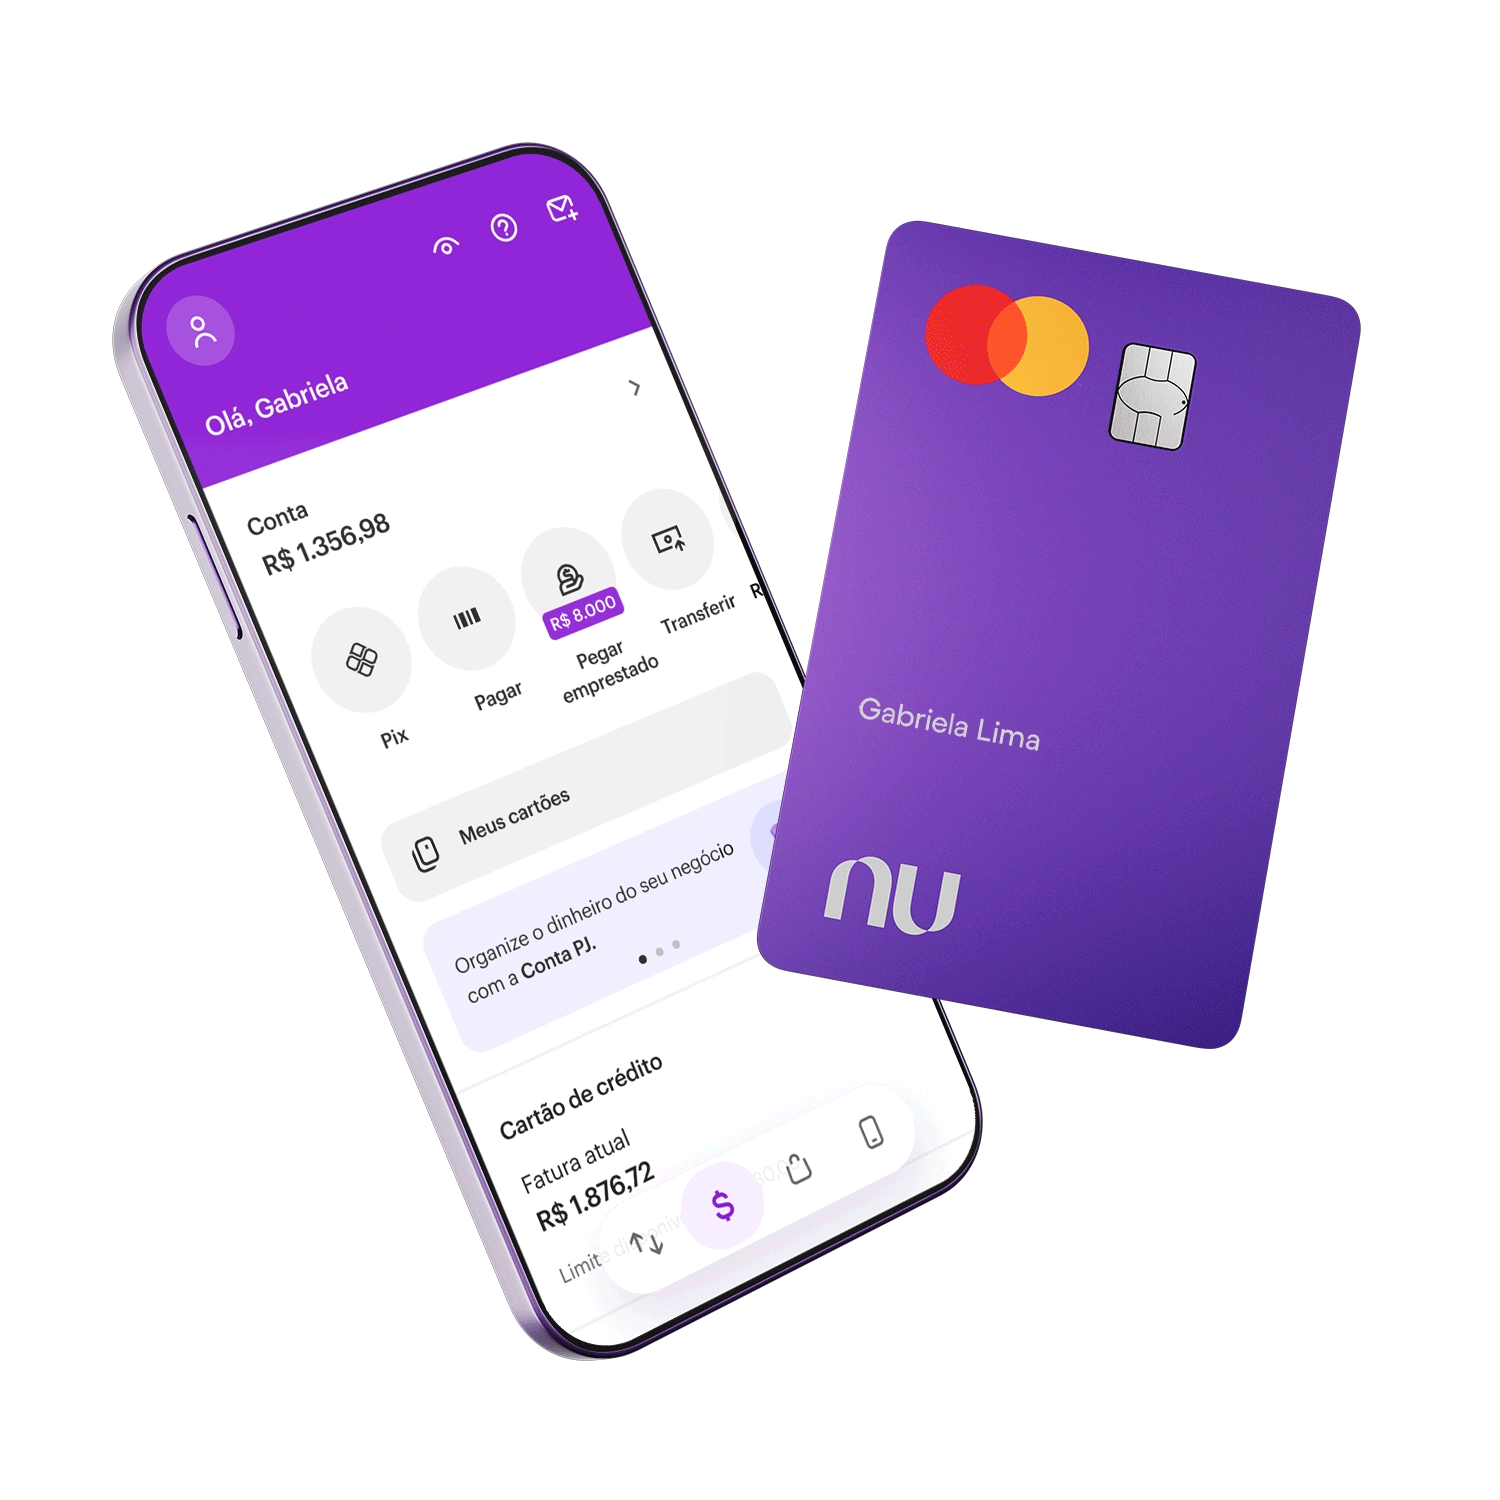 Olá, Gabriela
Conta
R$ 1.356,98
R$ 8.000
Pix
Pagar
Pegar
emprestado
Transferir
Meus cartões
Organize o dinheiro do seu negócio
com a Conta PJ.
Cartão de crédito
Fatura atual
R$ 1.876,72
Limite
Gabriela Lima
nu